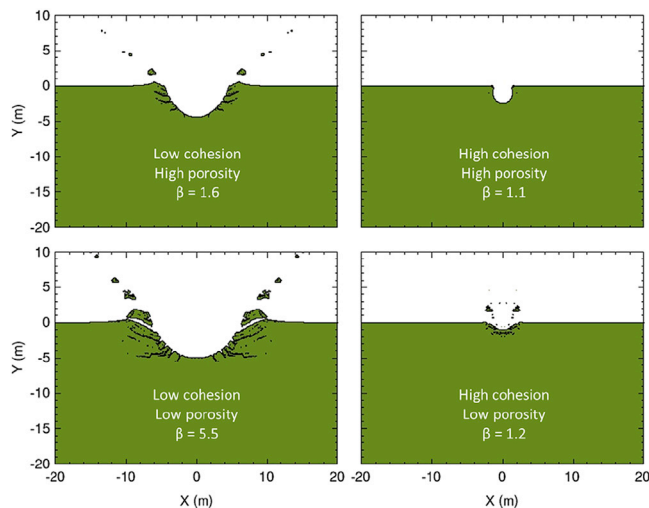 10
5
0
-5
-10
-15
-20
Y (m)
Low cohesion
High porosity
β = 1.6
High cohesion
High porosity
β = 1.1
10
5
0
-5
-10
-15
-20
Y (m)
Low cohesion
Low porosity
β = 5.5
High cohesion
Low porosity
β = 1.2
-20 -10 0 10 20
-20 -10 0 10 20
X (m)
X (m)